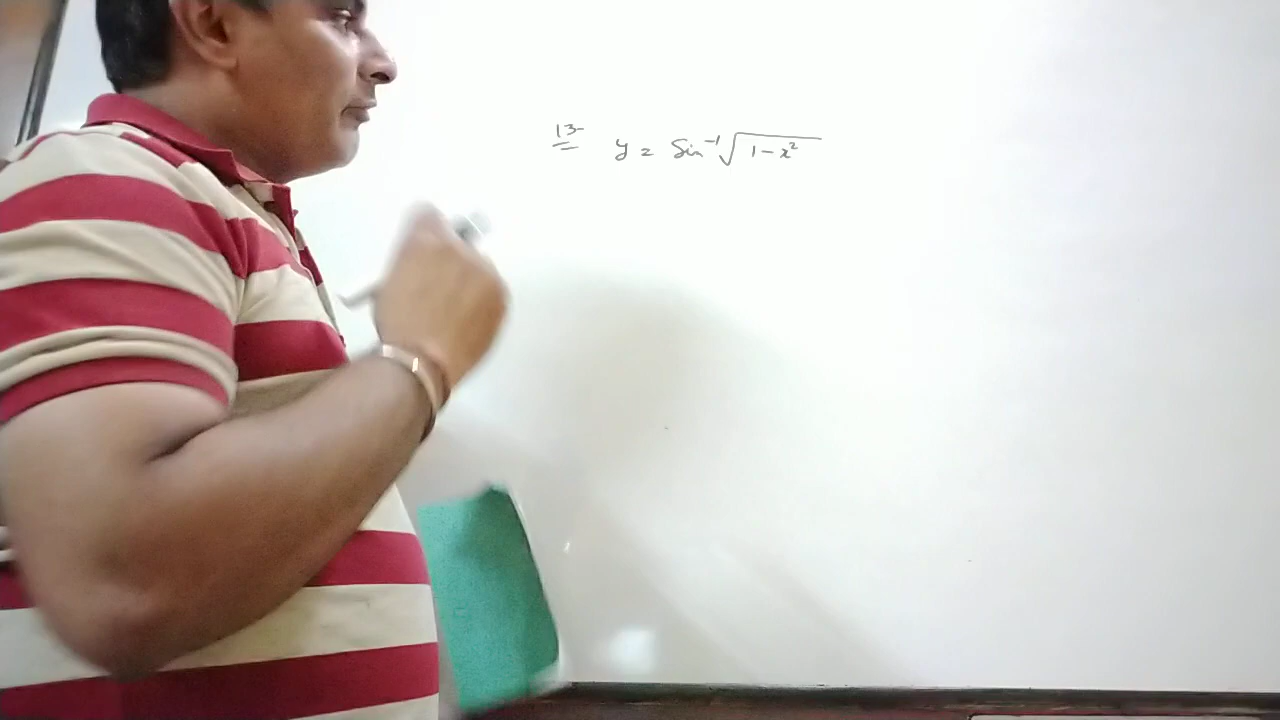 13- y = Sin⁻¹√(1-x²)